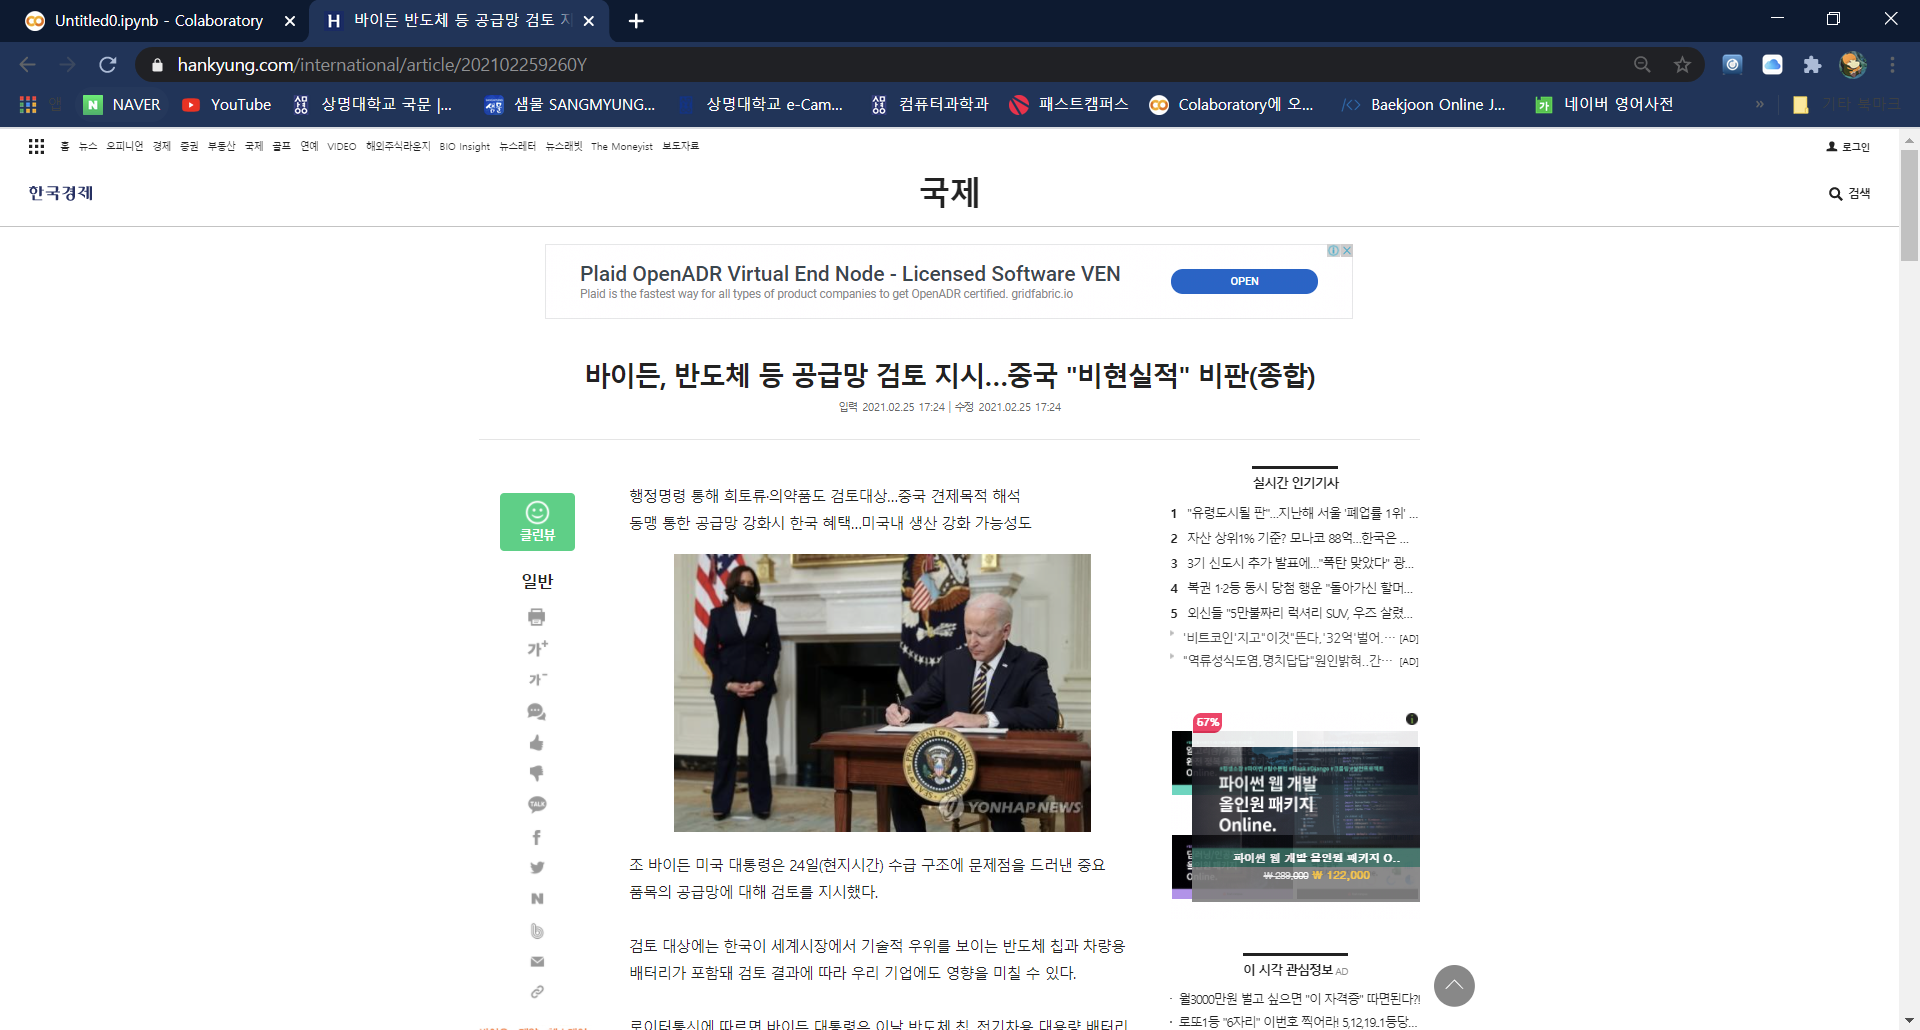 Untitled0.ipynb - Colaboratory
바이든 반도체 등 공급망 검토 지
hankyung.com/international/article/202102259260Y
앱
NAVER
YouTube
상명대학교 국문 |...
샘물 SANGMYUNG...
상명대학교 e-Cam...
컴퓨터과학과
패스트캠퍼스
Colaboratory에 오...
Baekjoon Online J...
네이버 영어사전
기타 북마크
홈 뉴스 오피니언 경제 증권 부동산 국제 골프 연예 VIDEO 해외주식라운지 BIO Insight 뉴스레터 뉴스래빗 The Moneyist 보도자료
로그인
한국경제
국제
검색
Plaid OpenADR Virtual End Node - Licensed Software VEN
Plaid is the fastest way for all types of product companies to get OpenADR certified. gridfabric.io
OPEN
바이든, 반도체 등 공급망 검토 지시...중국 "비현실적" 비판(종합)
입력 2021.02.25 17:24 | 수정 2021.02.25 17:24
클린뷰
일반
가+
가-
TALK
행정명령 통해 희토류·의약품도 검토대상...중국 견제목적 해석
동맹 통한 공급망 강화시 한국 혜택...미국내 생산 강화 가능성도
SEAL OF THE PRESIDENT OF THE UNITED
YONHAPNEWS
조 바이든 미국 대통령은 24일(현지시간) 수급 구조에 문제점을 드러낸 중요
품목의 공급망에 대해 검토를 지시했다.
검토 대상에는 한국이 세계시장에서 기술적 우위를 보이는 반도체 칩과 차량용
배터리가 포함돼 검토 결과에 따라 우리 기업에도 영향을 미칠 수 있다.
로이터통신에 따르면 바이든 대통령은 이날 반도체 칩, 전기차용 대용량 배터리,
실시간 인기기사
1 "유령도시될 판"...지난해 서울 '폐업률 1위' ...
2 자산 상위1% 기준? 모나코 88억...한국은 ...
3 3기 신도시 추가 발표에..."폭탄 맞았다" 광...
4 복권 1·2등 동시 당첨 행운 "돌아가신 할머...
5 외신들 "5만불짜리 럭셔리 SUV, 우즈 살렸...
'비트코인'지고"이것"뜬다,'32억'벌어.… [AD]
"역류성식도염,명치답답"원인밝혀..간… [AD]
57%
파이썬 웹 개발
올인원 패키지
Online.
파이썬 웹 개발 올인원 패키지 O..
₩ 289,000 ₩ 122,000
이 시각 관심정보 AD
· 월3000만원 벌고 싶으면 "이 자격증" 따면된다?!
· 로또1등 "6자리" 이번호 찍어라! 5,12,19..1등당...